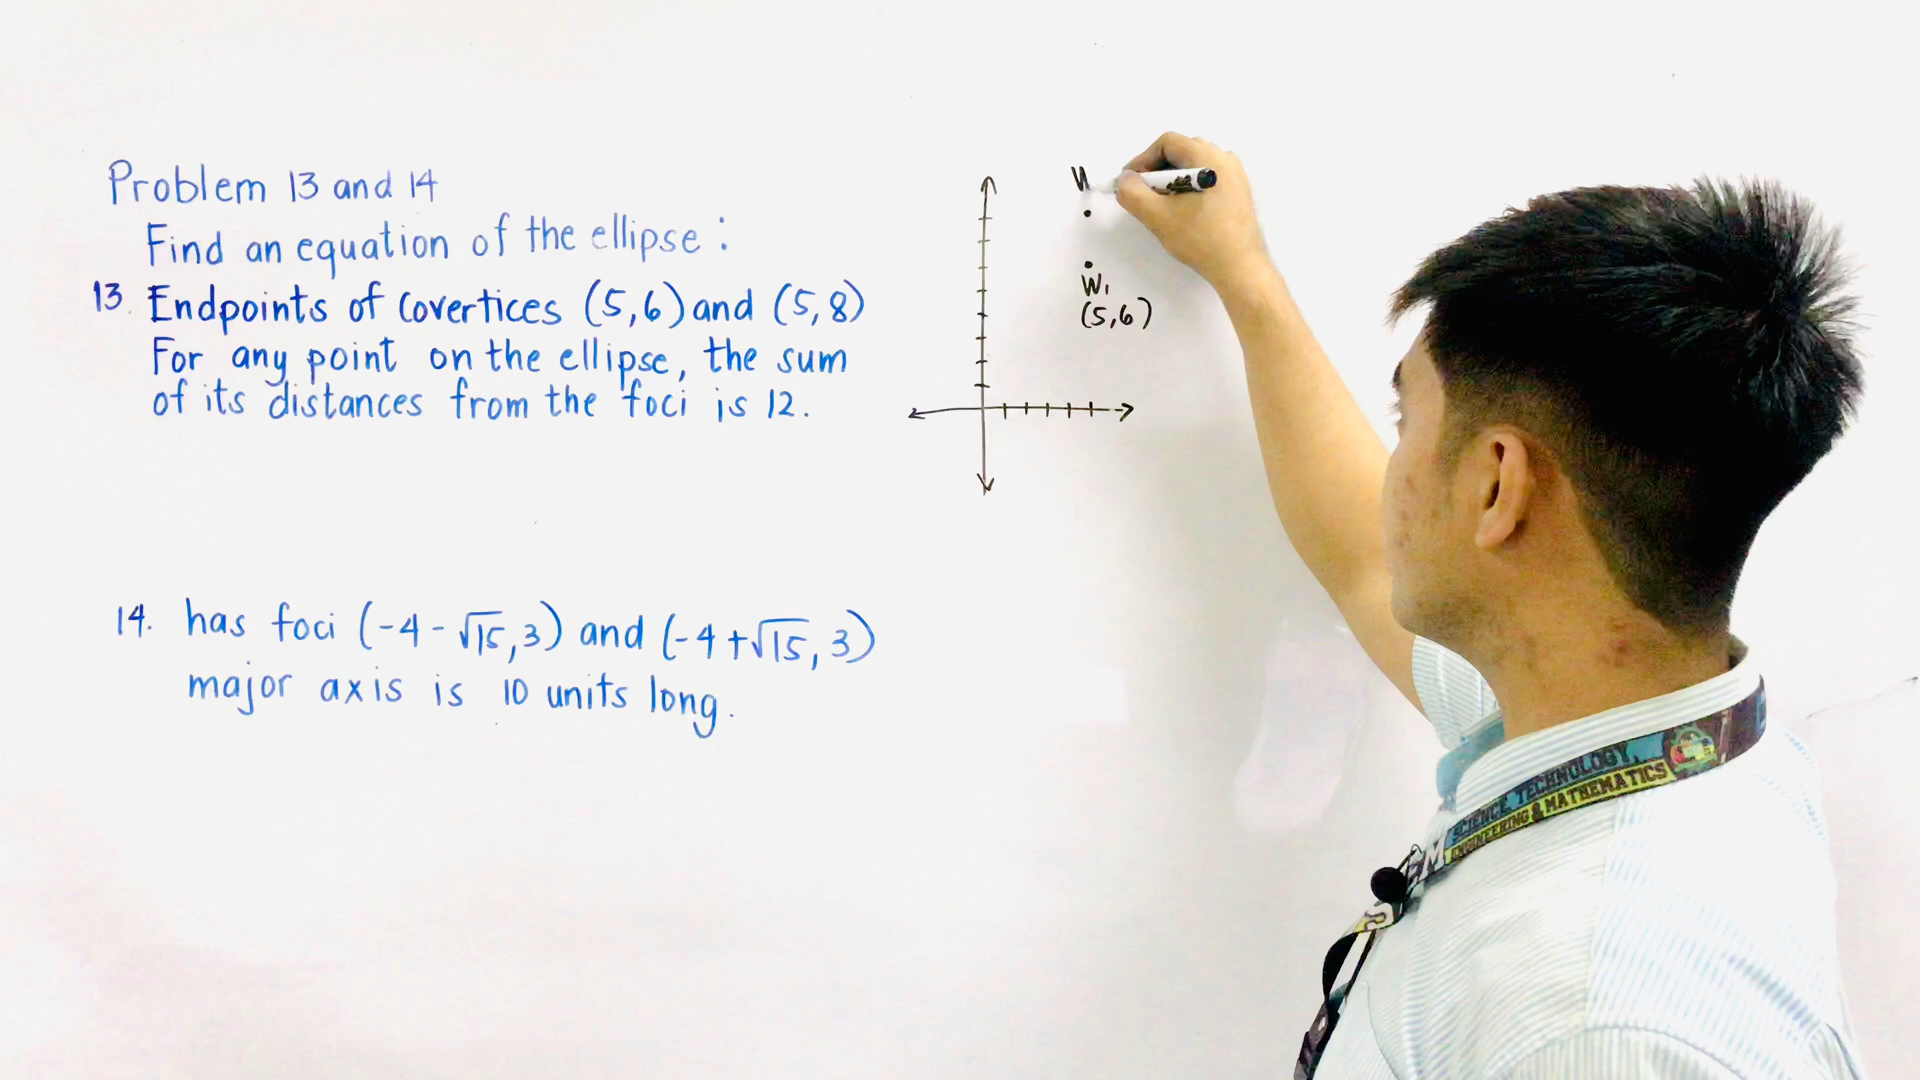 Problem 13 and 14
Find an equation of the ellipse:
13. Endpoints of Covertices (5,6) and (5,8)
For any point on the ellipse, the sum
of its distances from the foci is 12.
14. has foci (-4-√15,3) and (-4+√15,3)
major axis is 10 units long.
W₁
(5,6)
SCIENCE, TECHNOLOGY,
ENGINEERING & MATHEMATICS